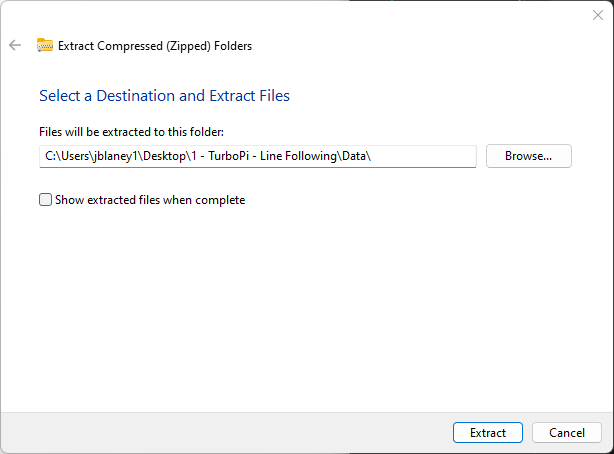 Extract Compressed (Zipped) Folders
Select a Destination and Extract Files
Files will be extracted to this folder:
C:\Users\jblaney1\Desktop\1 - TurboPi - Line Following\Data\
Browse...
Show extracted files when complete
Extract
Cancel